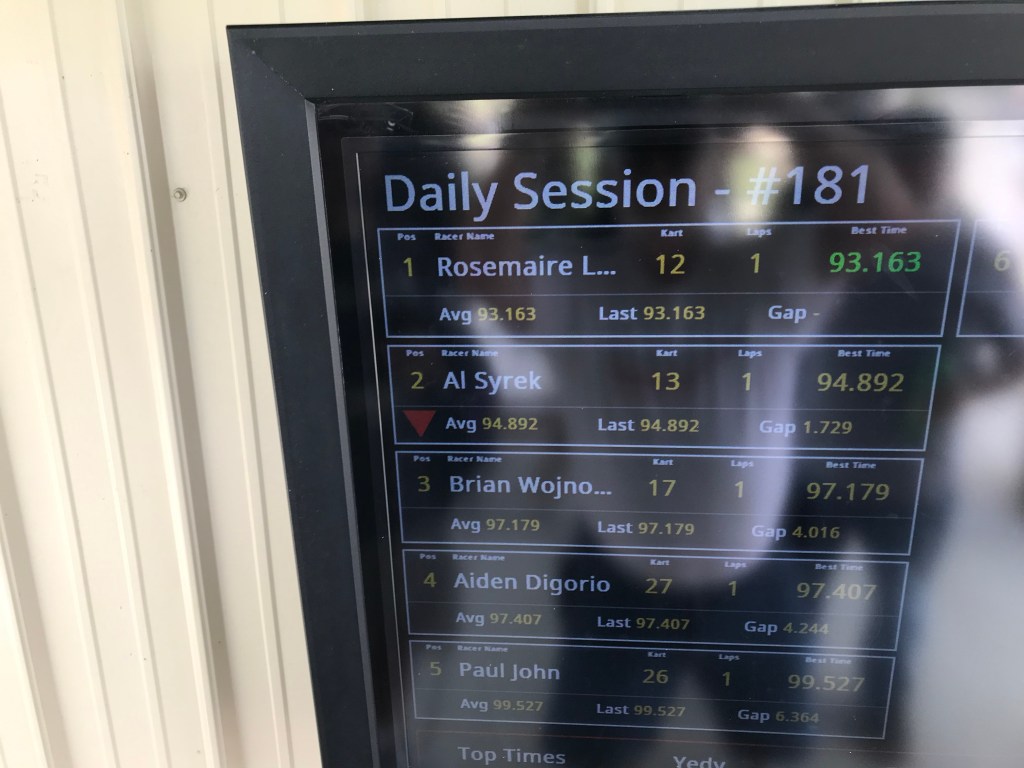 Daily Session - #181
Pos Racer Name Kart Laps Best Time
1 Rosemaire L... 12 1 93.163
6
Avg 93.163 Last 93.163 Gap -
Pos Racer Name Kart Laps Best Time
2 Al Syrek 13 1 94.892
Avg 94.892 Last 94.892 Gap 1.729
Pos Racer Name Kart Laps Best Time
3 Brian Wojno... 17 1 97.179
Avg 97.179 Last 97.179 Gap 4.016
Pos Racer Name Kart Laps Best Time
4 Aiden Digorio 27 1 97.407
Avg 97.407 Last 97.407 Gap 4.244
Pos Racer Name Kart Laps Best Time
5 Paul John 26 1 99.527
Avg 99.527 Last 99.527 Gap 6.364
Top Times Yedy